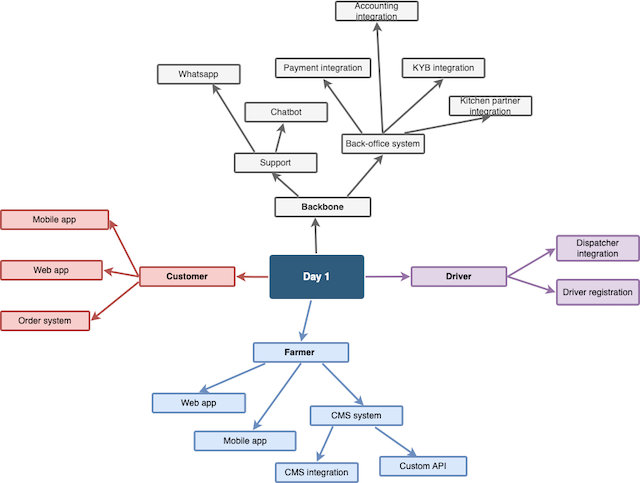 Accounting
integration
Payment integration
KYB integration
Whatsapp
Chatbot
Kitchen partner
integration
Back-office system
Support
Backbone
Mobile app
Web app
Order system
Customer
Day 1
Driver
Dispatcher
integration
Driver registration
Farmer
Web app
Mobile app
CMS system
CMS integration
Custom API